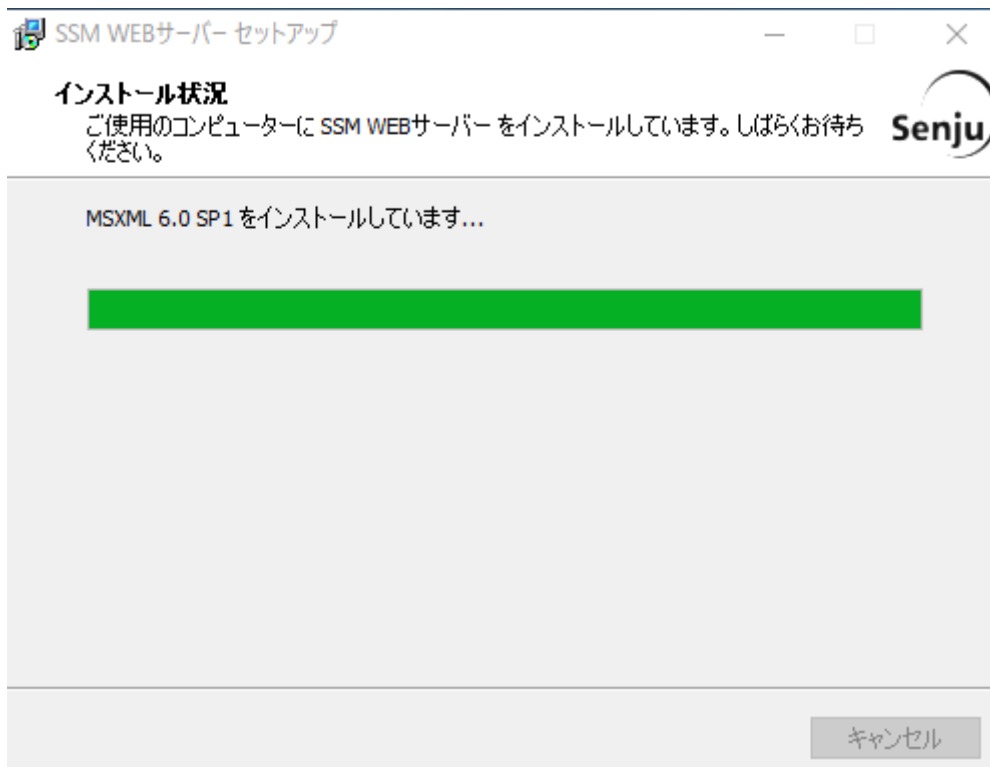 SSM WEBサーバー セットアップ
インストール状況
ご使用のコンピューターに SSM WEBサーバー をインストールしています。しばらくお待ち
ください。
Senju
MSXML 6.0 SP1 をインストールしています...
キャンセル